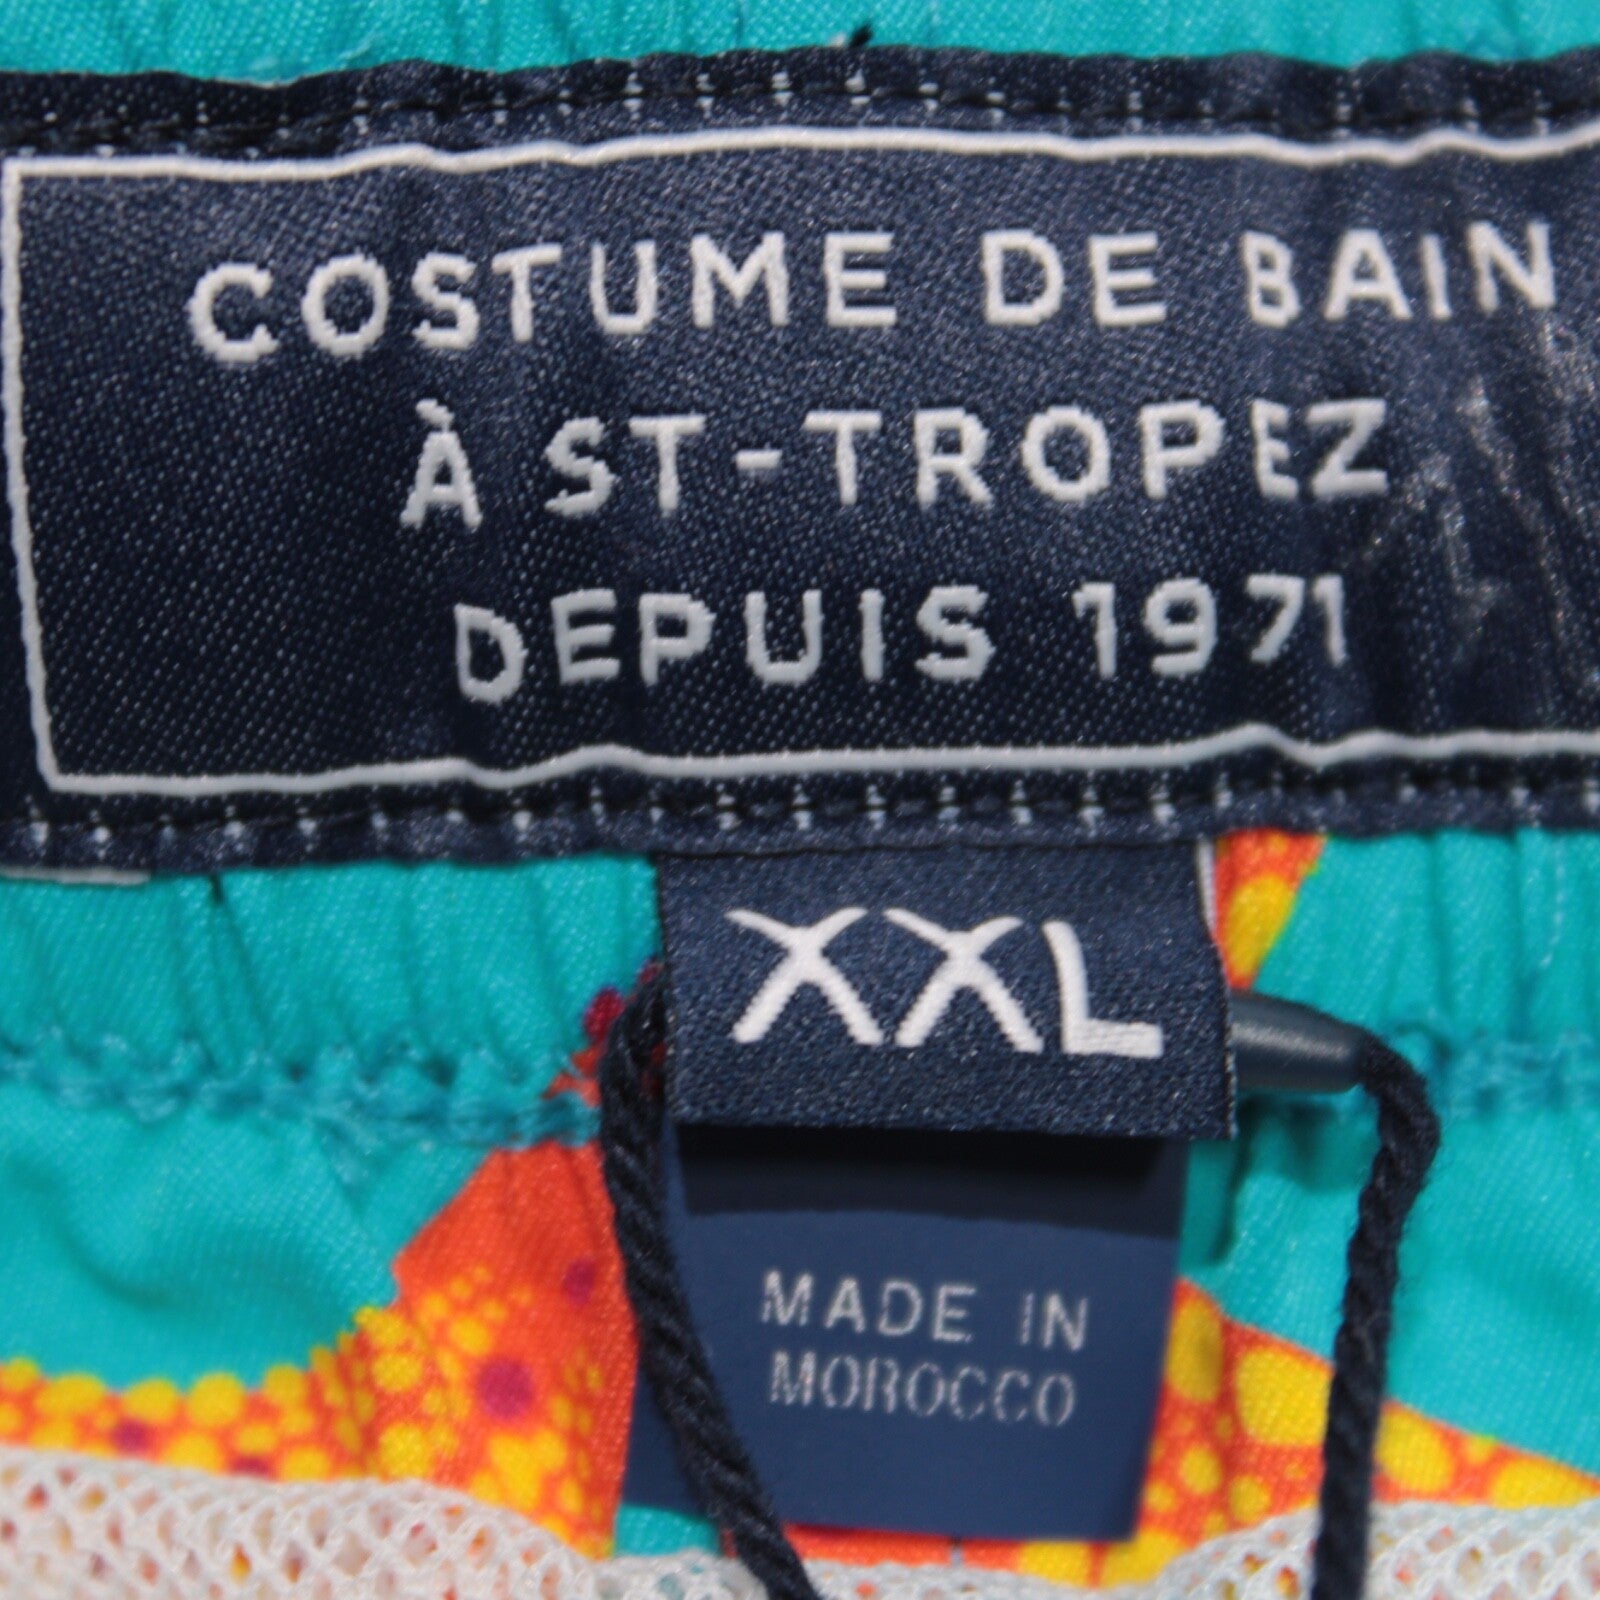 COSTUME DE BAIN
À ST-TROPEZ
DEPUIS 1971
XXL
MADE IN
MOROCCO